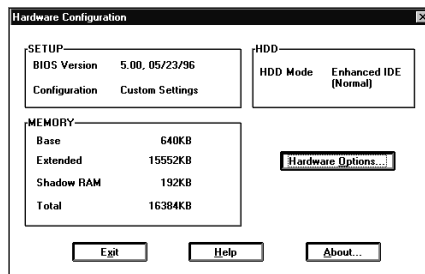 Hardware Configuration
SETUP
BIOS Version 5.00, 05/23/96
Configuration Custom Settings
HDD
HDD Mode Enhanced IDE
(Normal)
MEMORY
Base 640KB
Extended 15552KB
Shadow RAM 192KB
Total 16384KB
Hardware Options...
Exit Help About...